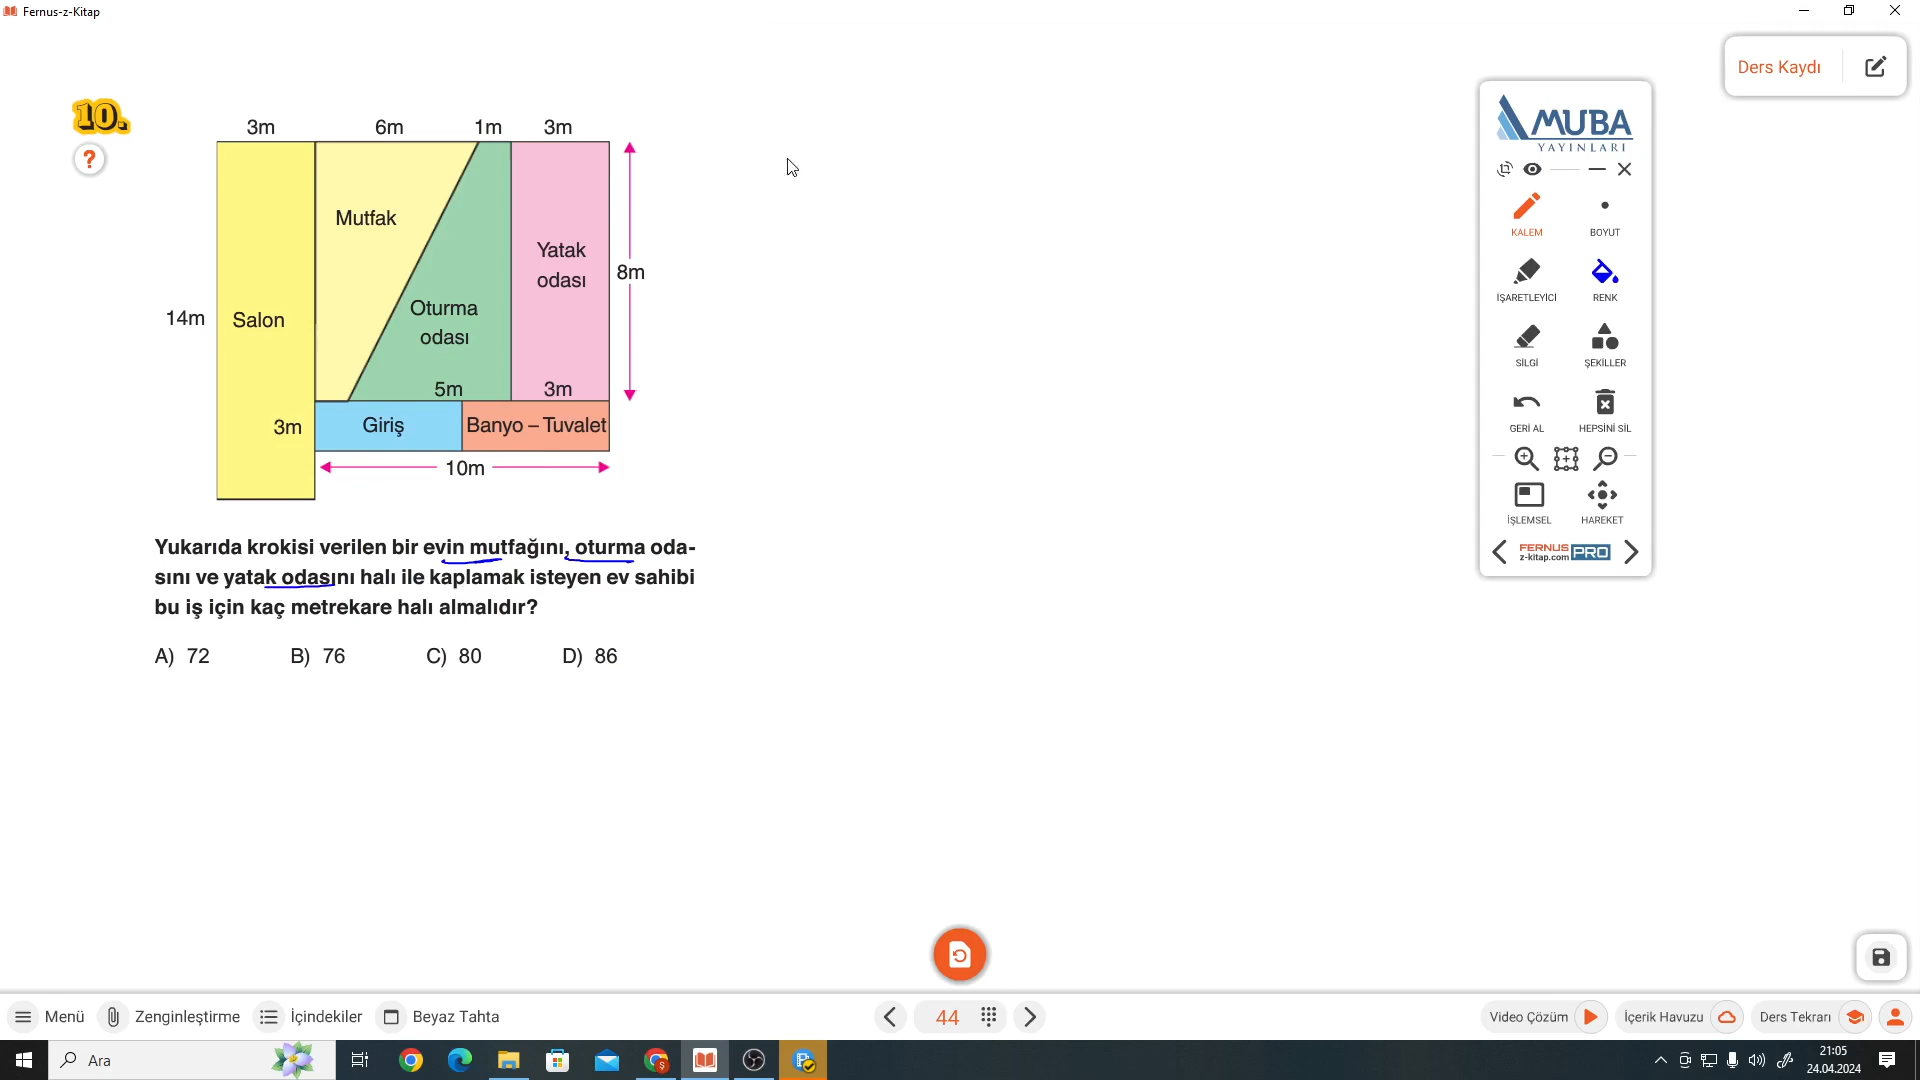 Fernus-z-Kitap
Ders Kaydı
10.
?
3m 6m 1m 3m
Mutfak
Yatak
odası
8m
Oturma
odası
14m
Salon
5m 3m
3m
Giriş
Banyo – Tuvalet
10m
Yukarıda krokisi verilen bir evin mutfağını, oturma oda-
sını ve yatak odasını halı ile kaplamak isteyen ev sahibi
bu iş için kaç metrekare halı almalıdır?
A) 72 B) 76 C) 80 D) 86
MUBA
YAYINLARI
KALEM BOYUT
İŞARETLEYİCİ RENK
SİLGİ ŞEKİLLER
GERİ AL HEPSİNİ SİL
İŞLEMSEL HAREKET
FERNUS PRO
z-kitap.com
Menü Zenginleştirme İçindekiler Beyaz Tahta 44 Video Çözüm İçerik Havuzu Ders Tekrarı
Ara
21:05
24.04.2024